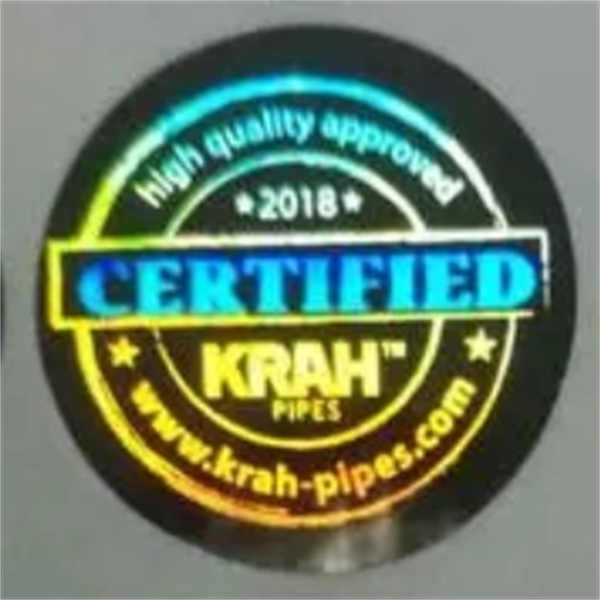 high quality approved
★2018★
CERTIFIED
KRAH™
PIPES
www.krah-pipes.com